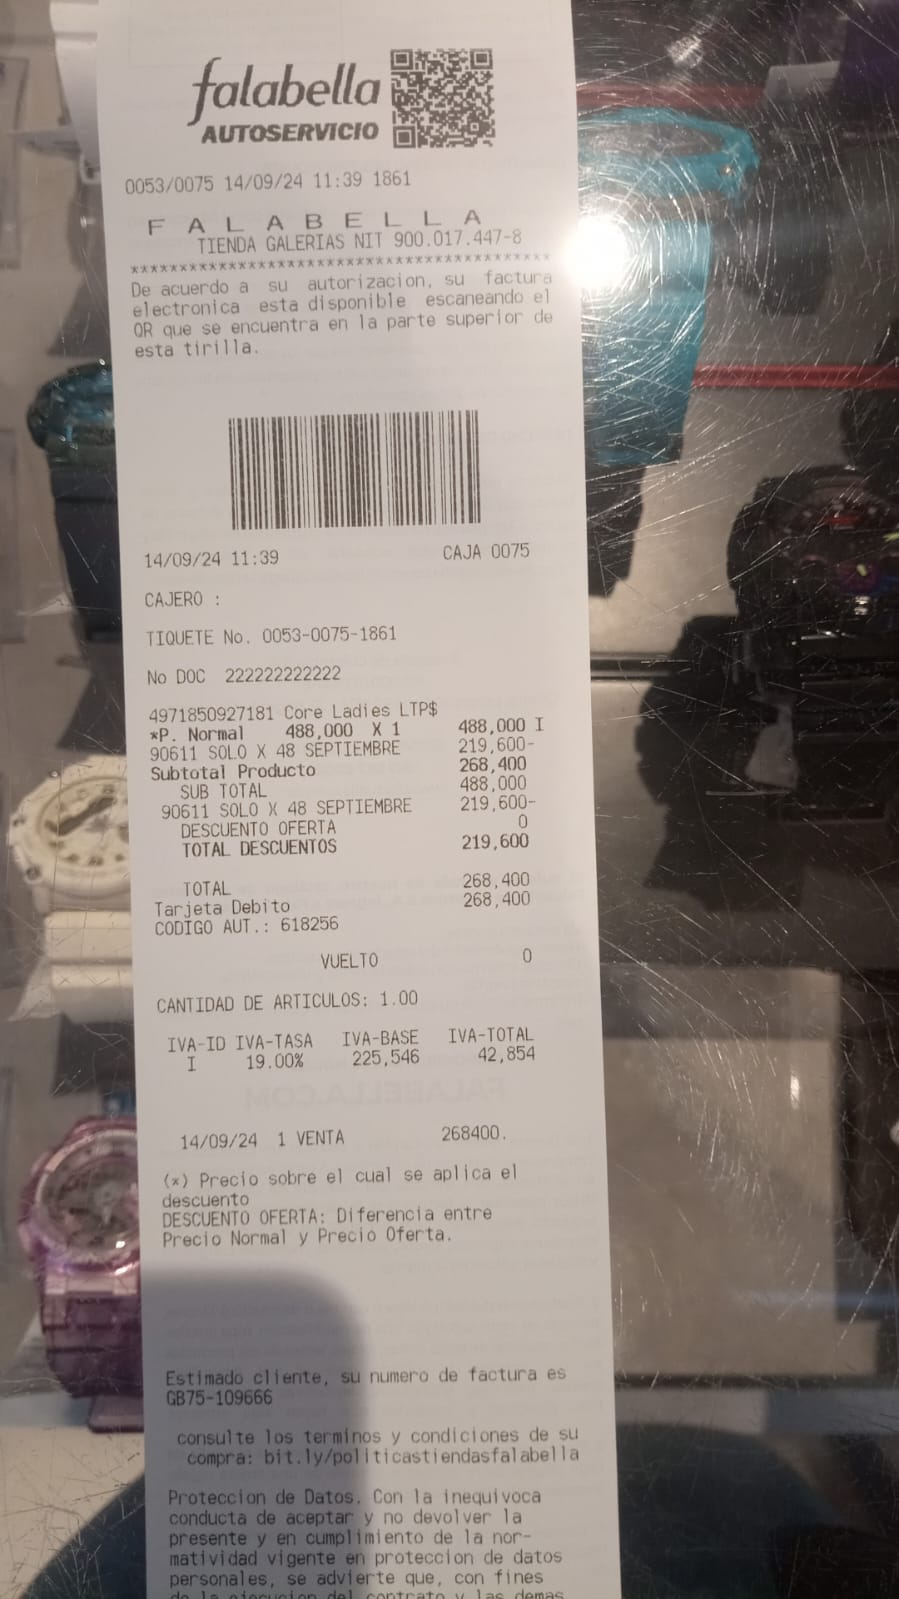 falabella
AUTOSERVICIO
0053/0075 14/09/24 11:39 1861
F A L A B E L L A
TIENDA GALERIAS NIT 900.017.447-8
*******************************************
De acuerdo a su autorizacion, su factura
electronica esta disponible escaneando el
QR que se encuentra en la parte superior de
esta tirilla.
14/09/24 11:39 CAJA 0075
CAJERO :
TIQUETE No. 0053-0075-1861
No DOC 222222222222
4971850927181 Core Ladies LTP$
*P. Normal 488,000 X 1 488,000 I
90611 SOLO X 48 SEPTIEMBRE 219,600-
Subtotal Producto 268,400
SUB TOTAL 488,000
90611 SOLO X 48 SEPTIEMBRE 219,600-
DESCUENTO OFERTA 0
TOTAL DESCUENTOS 219,600
TOTAL 268,400
Tarjeta Debito 268,400
CODIGO AUT.: 618256
VUELTO 0
CANTIDAD DE ARTICULOS: 1.00
IVA-ID IVA-TASA IVA-BASE IVA-TOTAL
I 19.00% 225,546 42,854
14/09/24 1 VENTA 268400.
(*) Precio sobre el cual se aplica el
descuento
DESCUENTO OFERTA: Diferencia entre
Precio Normal y Precio Oferta.
Estimado cliente, su numero de factura es
GB75-109666
consulte los terminos y condiciones de su
compra: bit.ly/politicastiendasfalabella
Proteccion de Datos. Con la inequivoca
conducta de aceptar y no devolver la
presente y en cumplimiento de la nor-
matividad vigente en proteccion de datos
personales, se advierte que, con fines
de la ejecucion del contrato y las demas